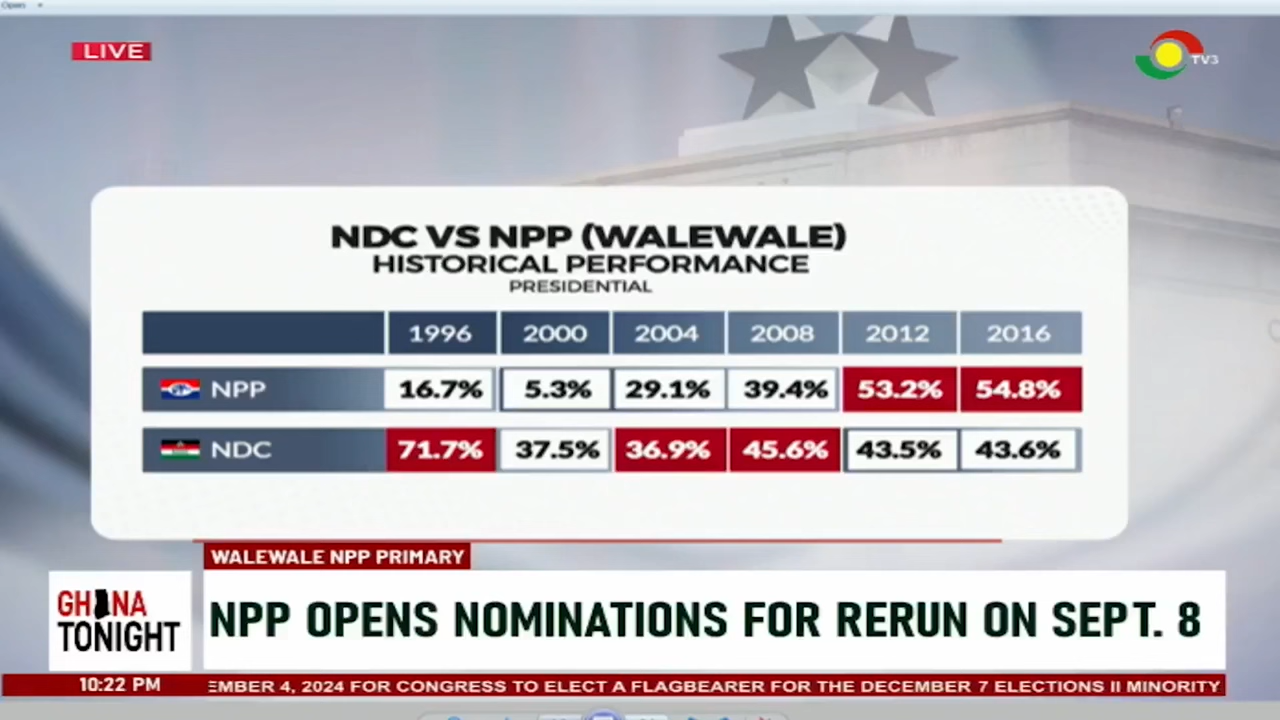 Open
LIVE
TV3
NDC VS NPP (WALEWALE)
HISTORICAL PERFORMANCE
PRESIDENTIAL
1996 2000 2004 2008 2012 2016
NPP 16.7% 5.3% 29.1% 39.4% 53.2% 54.8%
NDC 71.7% 37.5% 36.9% 45.6% 43.5% 43.6%
WALEWALE NPP PRIMARY
GHANA
TONIGHT
NPP OPENS NOMINATIONS FOR RERUN ON SEPT. 8
10:22 PM
EMBER 4, 2024 FOR CONGRESS TO ELECT A FLAGBEARER FOR THE DECEMBER 7 ELECTIONS II MINORITY